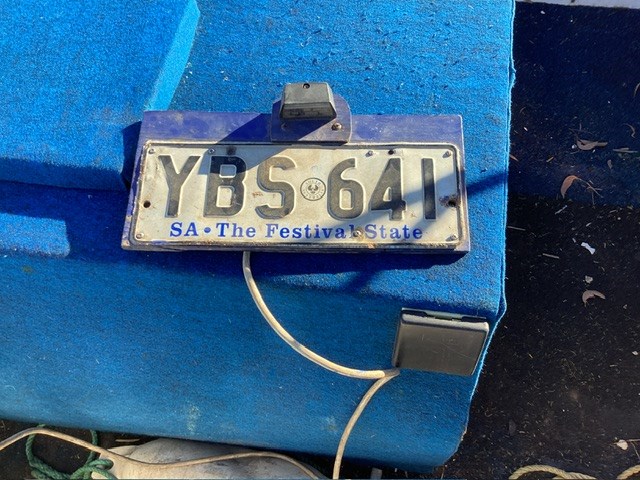 YBS 641
SA • The Festival State